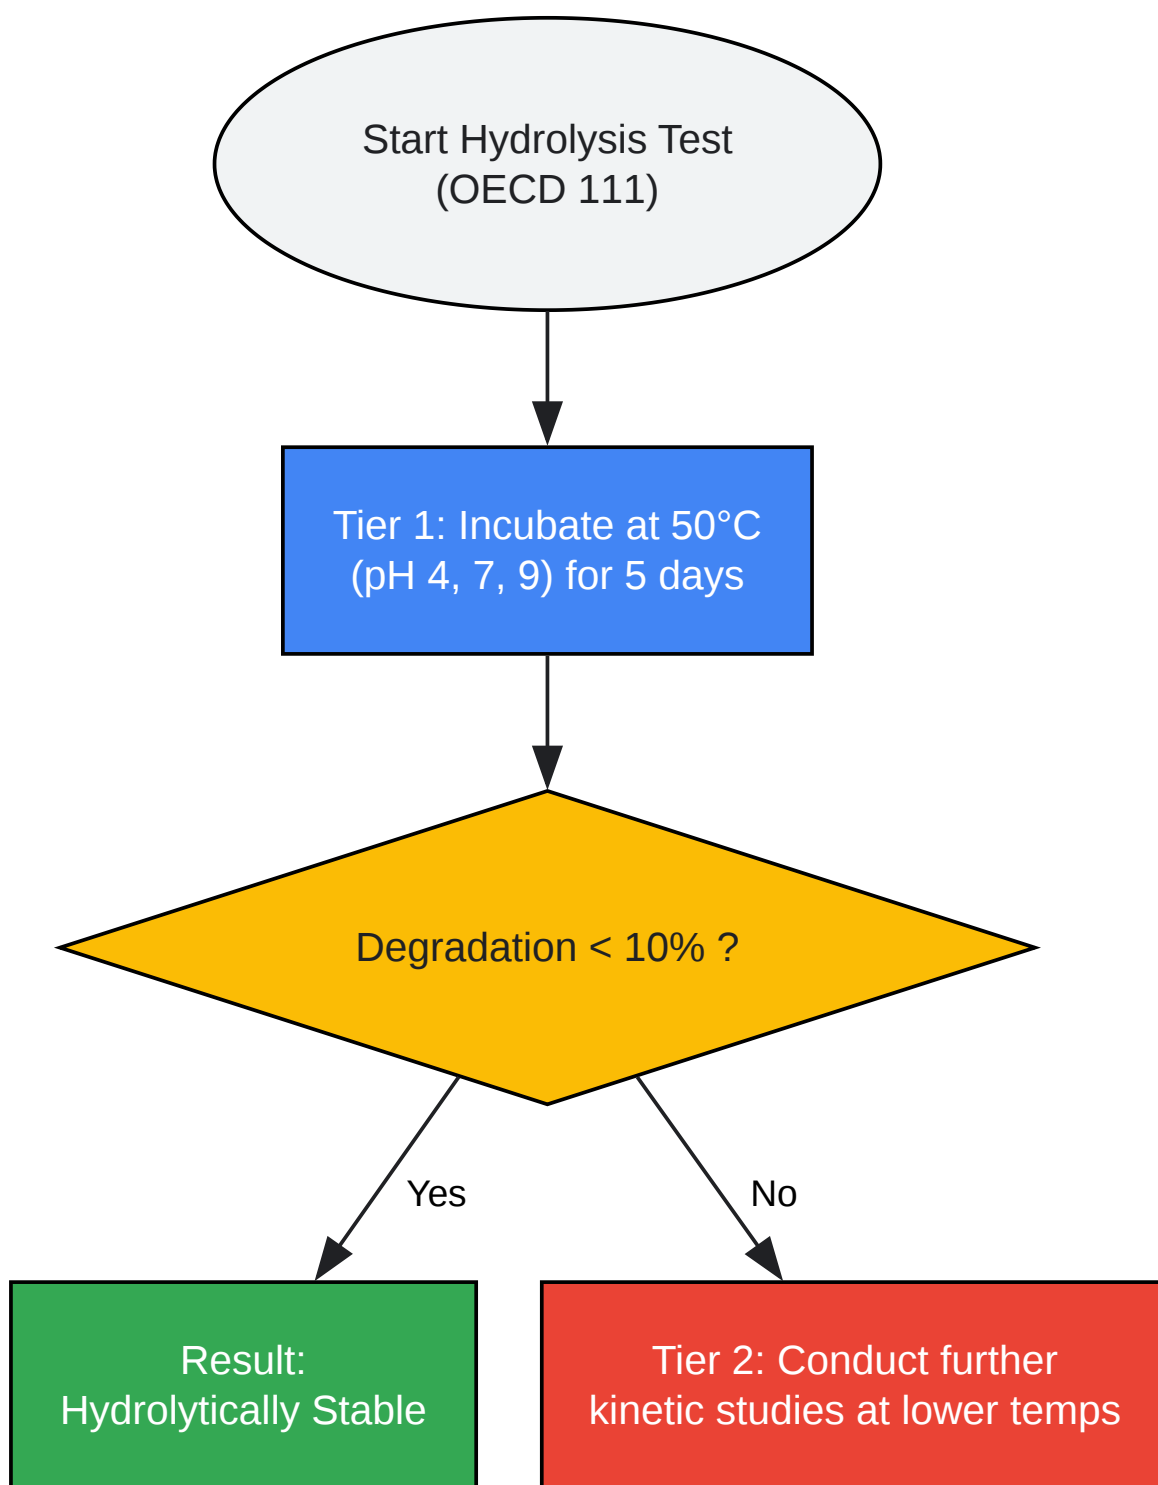 Start Hydrolysis Test
(OECD 111)
Tier 1: Incubate at 50°C
(pH 4, 7, 9) for 5 days
Degradation < 10% ?
Yes
No
Result:
Hydrolytically Stable
Tier 2: Conduct further
kinetic studies at lower temps